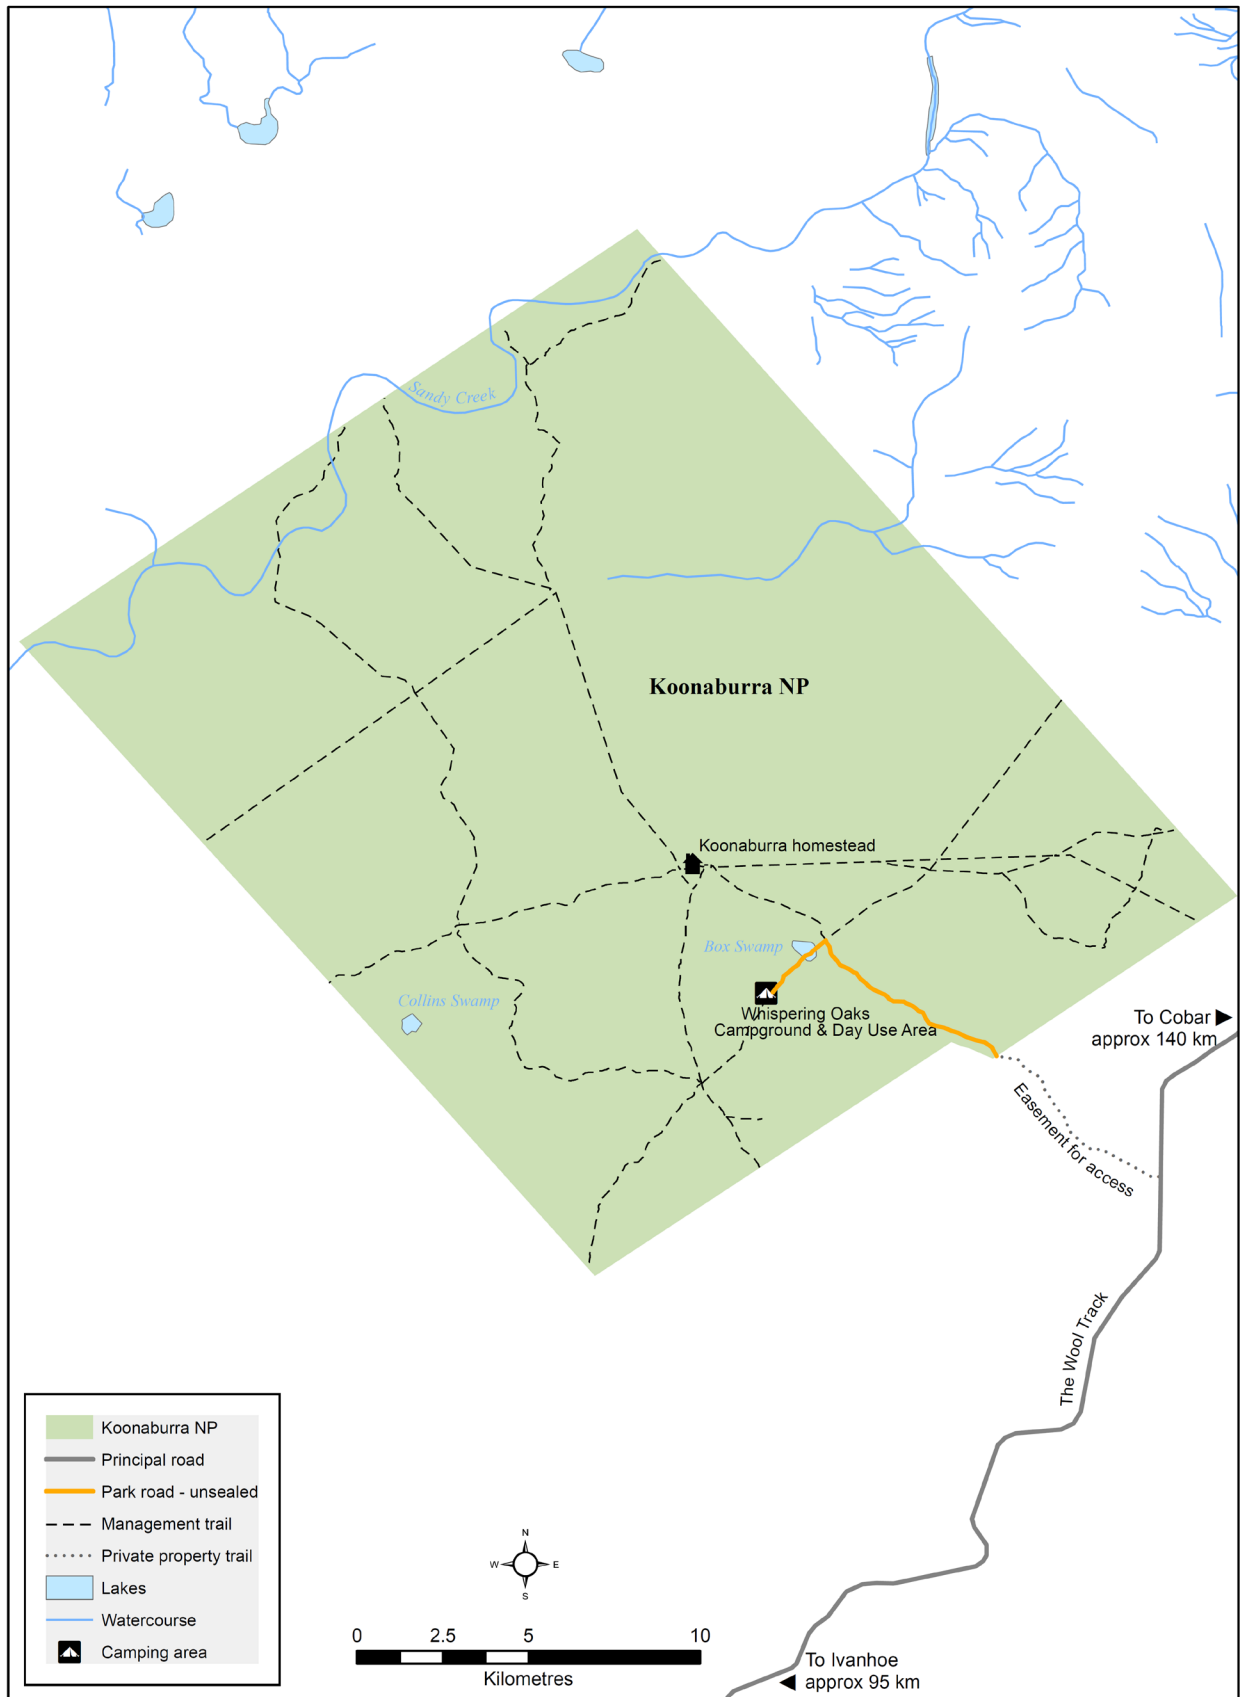 Sandy Creek
Koonaburra NP
Koonaburra homestead
Box Swamp
Collins Swamp
Whispering Oaks
Campground & Day Use Area
To Cobar
approx 140 km
Easement for access
The Wool Track
Koonaburra NP
Principal road
Park road - unsealed
Management trail
Private property trail
Lakes
Watercourse
Camping area
N
W
E
S
0 2.5 5 10
Kilometres
To Ivanhoe
approx 95 km